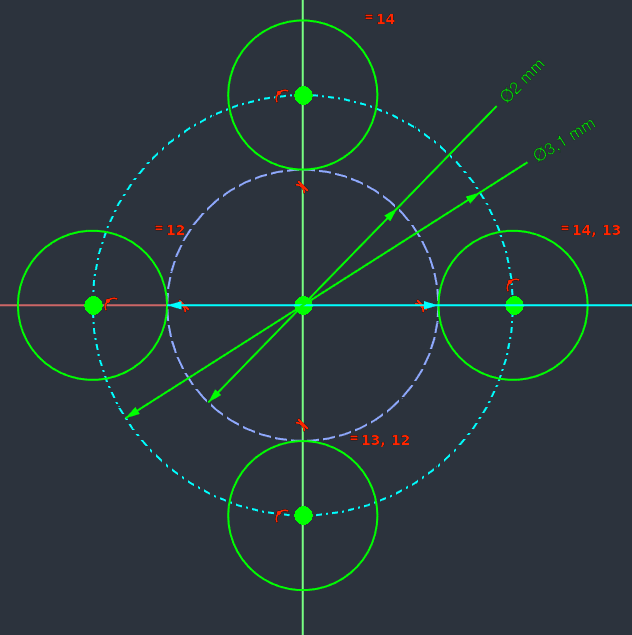 = 14
Ø2 mm
Ø3.1 mm
= 12
= 14, 13
= 13, 12